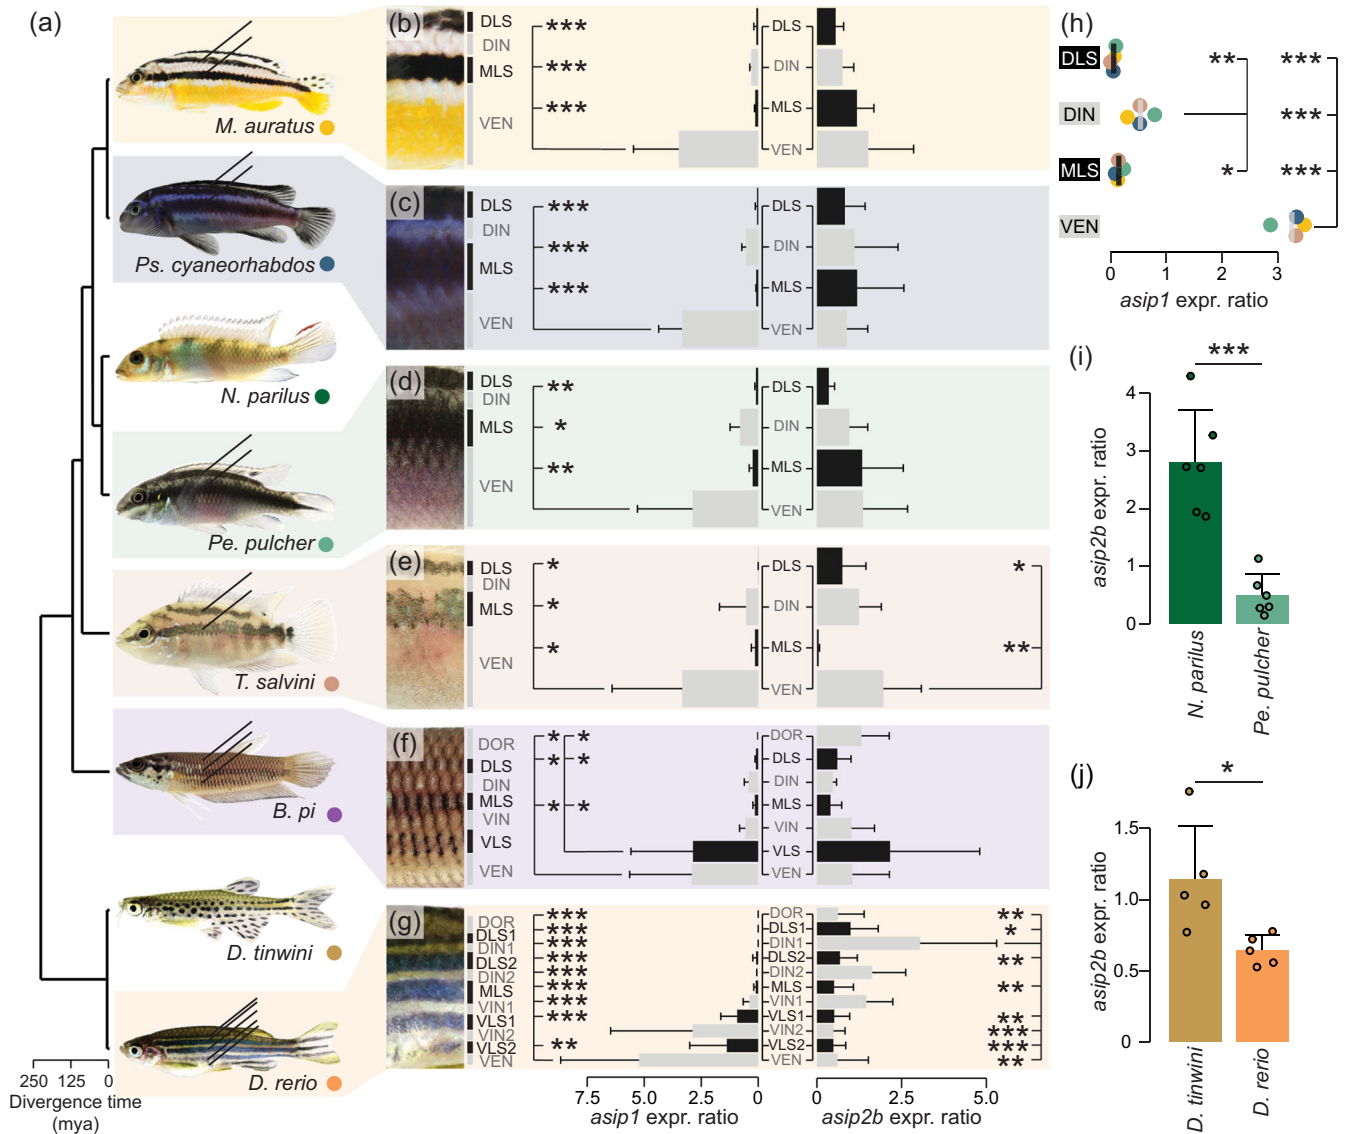 (a)
M. auratus
Ps. cyaneorhabdos
N. parilus
Pe. pulcher
T. salvini
B. pi
D. tinwini
D. rerio
250 125 0
Divergence time
(mya)
(b)
DLS
DIN
MLS
VEN
***
***
***
DLS
DIN
MLS
VEN
(c)
DLS
DIN
MLS
VEN
***
***
***
DLS
DIN
MLS
VEN
(d)
DLS
DIN
MLS
VEN
**
*
**
DLS
DIN
MLS
VEN
(e)
DLS
DIN
MLS
VEN
*
*
*
DLS
DIN
MLS
VEN
*
**
(f)
DOR
DLS
DIN
MLS
VIN
VLS
VEN
* *
* *
* *
DOR
DLS
DIN
MLS
VIN
VLS
VEN
(g)
DOR
DLS1
DIN1
DLS2
DIN2
MLS
VIN1
VLS1
VIN2
VLS2
VEN
***
***
***
***
***
***
***
***
**
DOR
DLS1
DIN1
DLS2
DIN2
MLS
VIN1
VLS1
VIN2
VLS2
VEN
**
*
**
**
**
***
***
**
7.5 5.0 2.5 0
asip1 expr. ratio
0 2.5 5.0
asip2b expr. ratio
(h)
DLS ** ***
DIN ***
MLS * ***
VEN
0 1 2 3
asip1 expr. ratio
(i)
***
4
3
2
1
0
asip2b expr. ratio
N. parilus
Pe. pulcher
(j)
*
1.5
1.0
0.5
0
asip2b expr. ratio
D. tinwini
D. rerio